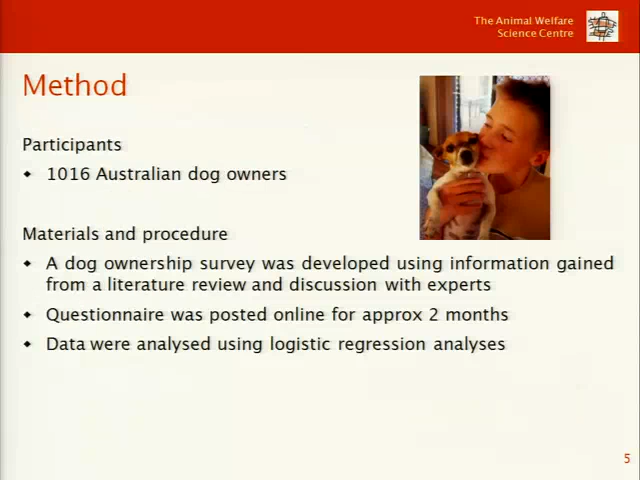 The Animal Welfare
Science Centre
Method
Participants
◆ 1016 Australian dog owners
Materials and procedure
◆ A dog ownership survey was developed using information gained
from a literature review and discussion with experts
◆ Questionnaire was posted online for approx 2 months
◆ Data were analysed using logistic regression analyses
5